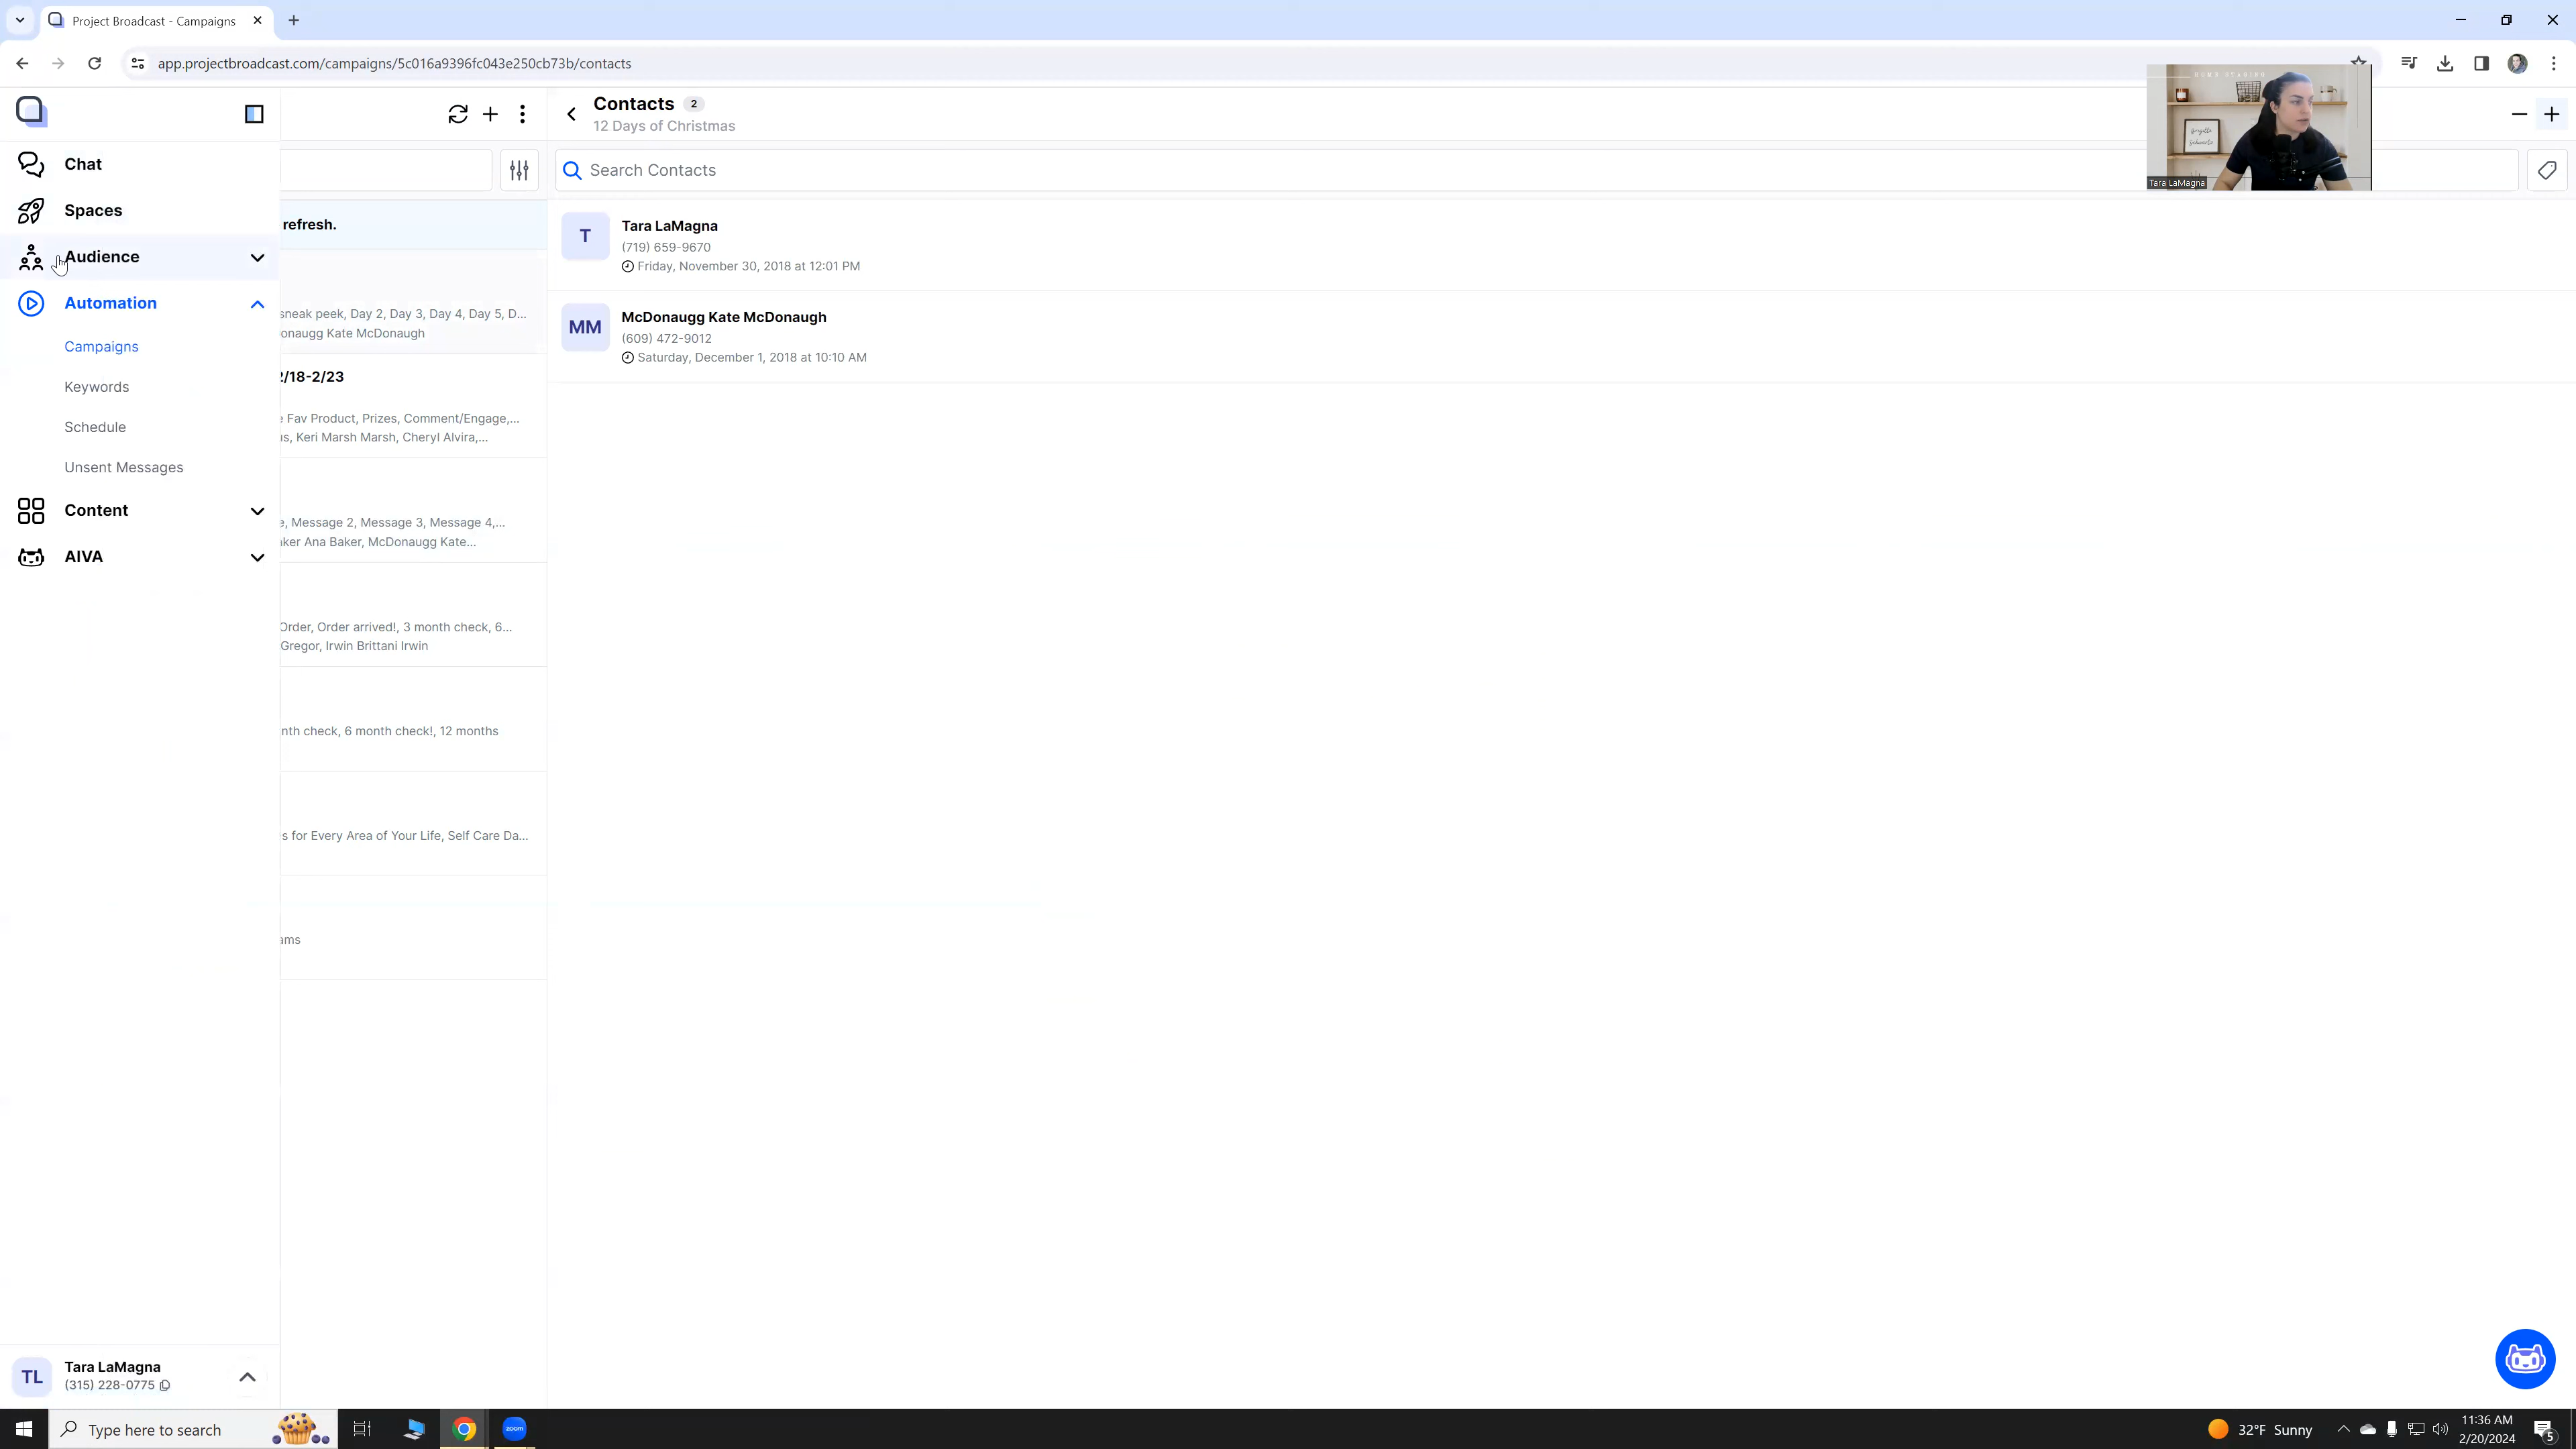 Project Broadcast - Campaigns
app.projectbroadcast.com/campaigns/5c016a9396fc043e250cb73b/contacts
Chat
Spaces
Audience
Automation
Campaigns
Keywords
Schedule
Unsent Messages
Content
AIVA
Tara LaMagna
(315) 228-0775
TL
refresh.
sneak peek, Day 2, Day 3, Day 4, Day 5, D...
onaugg Kate McDonaugh
2/18-2/23
e Fav Product, Prizes, Comment/Engage,...
us, Keri Marsh Marsh, Cheryl Alvira,...
e, Message 2, Message 3, Message 4,...
aker Ana Baker, McDonaugg Kate...
Order, Order arrived!, 3 month check, 6...
Gregor, Irwin Brittani Irwin
nth check, 6 month check!, 12 months
s for Every Area of Your Life, Self Care Da...
ams
Contacts 2
12 Days of Christmas
Search Contacts
T
Tara LaMagna
(719) 659-9670
Friday, November 30, 2018 at 12:01 PM
MM
McDonaugg Kate McDonaugh
(609) 472-9012
Saturday, December 1, 2018 at 10:10 AM
HOME STAGING
Tara LaMagna
Type here to search
zoom
32°F Sunny
11:36 AM
2/20/2024
5